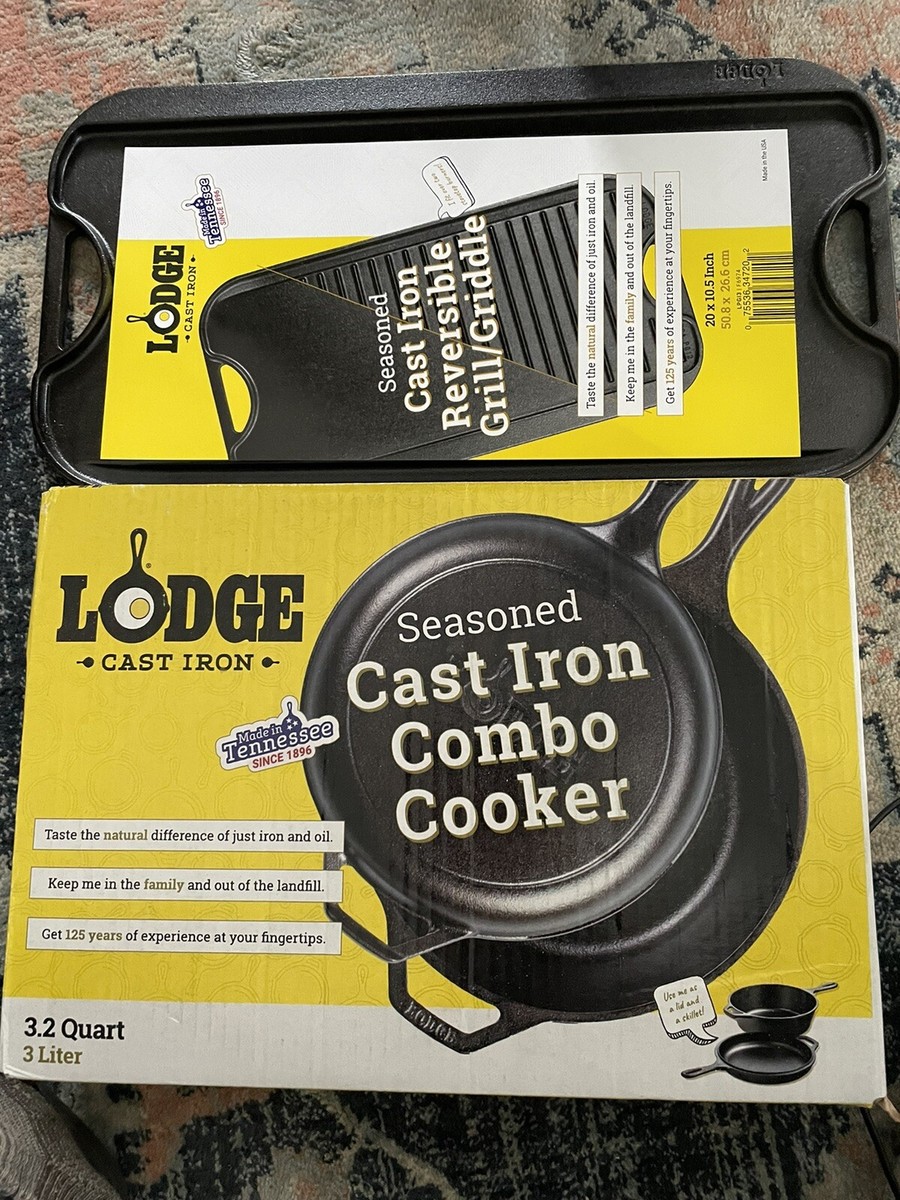 LODGE
Made in the USA
Made in
Tennessee
SINCE 1896
LODGE
CAST IRON
Seasoned
Cast Iron
Reversible
Grill/Griddle
Taste the natural difference of just iron and oil.
Keep me in the family and out of the landfill.
Get 125 years of experience at your fingertips.
20 x 10.5 Inch
50.8 x 26.6 cm
0 75536 34720 2
LODGE
CAST IRON
Made in
Tennessee
SINCE 1896
Seasoned
Cast Iron
Combo
Cooker
Taste the natural difference of just iron and oil.
Keep me in the family and out of the landfill.
Get 125 years of experience at your fingertips.
LODGE
3.2 Quart
3 Liter
Use me as
a lid and
a skillet!